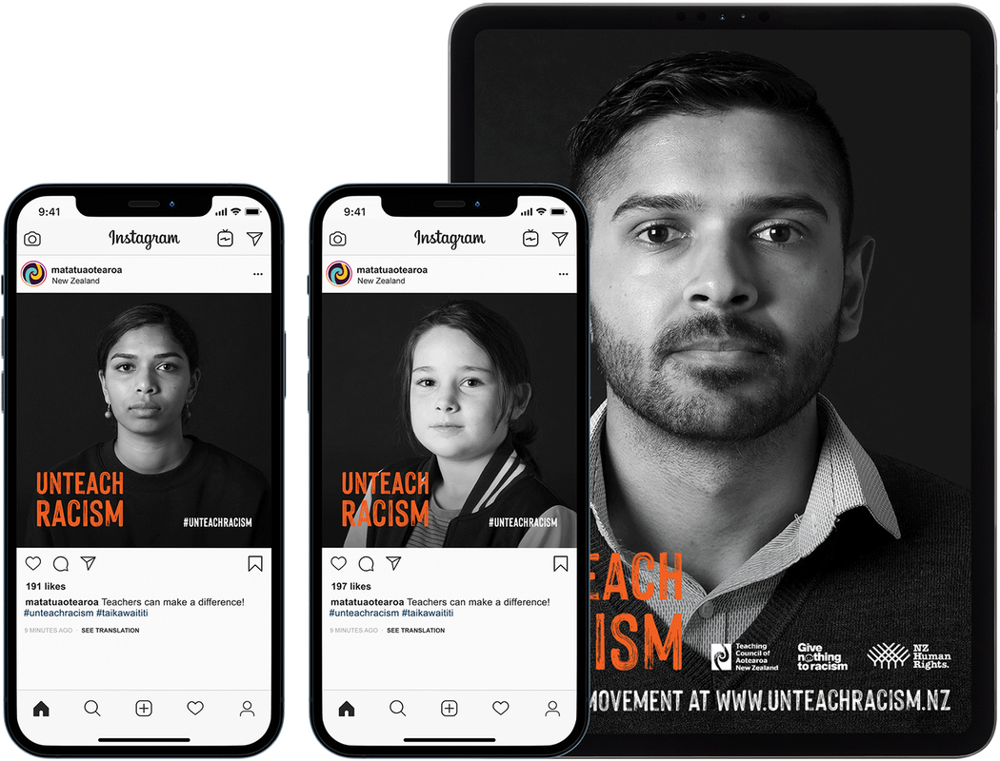 9:41
Instagram
matatuaotearoa
New Zealand
UNTEACH
RACISM
#UNTEACHRACISM
191 likes
matatuaotearoa Teachers can make a difference!
#unteachracism #taikawaititi
9 MINUTES AGO · SEE TRANSLATION
9:41
Instagram
matatuaotearoa
New Zealand
UNTEACH
RACISM
#UNTEACHRACISM
197 likes
matatuaotearoa Teachers can make a difference!
#unteachracism #taikawaititi
9 MINUTES AGO · SEE TRANSLATION
EACH
ISM
Teaching
Council of
Aotearoa
New Zealand
Give
nothing
to racism
NZ
Human
Rights.
MOVEMENT AT WWW.UNTEACHRACISM.NZ